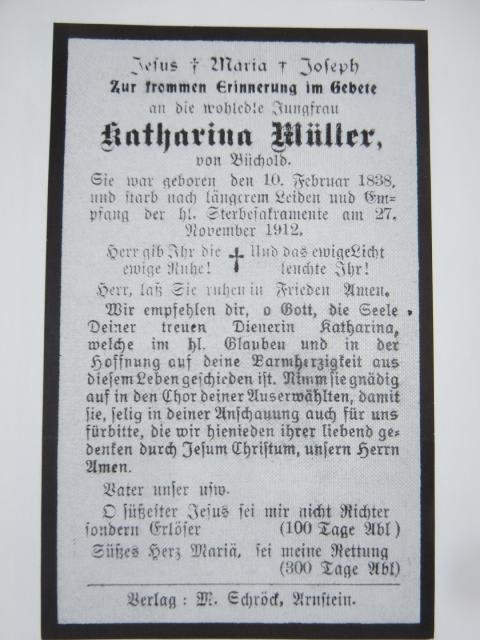 Jesus † Maria † Joseph
Zur frommen Erinnerung im Gebete
an die wohledle Jungfrau
Katharina Müller,
von Büchold.
Sie war geboren den 10. Februar 1838,
und starb nach längerem Leiden und Em-
pfang der hl. Sterbesakramente am 27.
November 1912.
Herr gib Ihr die † Und das ewige Licht
ewige Ruhe! leuchte Ihr!
Herr, laß Sie ruhen in Frieden Amen.
Wir empfehlen dir, o Gott, die Seele
Deiner treuen Dienerin Katharina,
welche im hl. Glauben und in der
Hoffnung auf deine Barmherzigkeit aus
diesem Leben geschieden ist. Nimm sie gnädig
auf in den Chor deiner Auserwählten, damit
sie, selig in deiner Anschauung auch für uns
fürbitte, die wir hienieden ihrer liebend ge-
denken durch Jesum Christum, unsern Herrn
Amen.
Vater unser usw.
O süßester Jesus sei mir nicht Richter
sondern Erlöser (100 Tage Abl)
Süßes Herz Mariä, sei meine Rettung
(300 Tage Abl)
Verlag: M. Schröck, Arnstein.